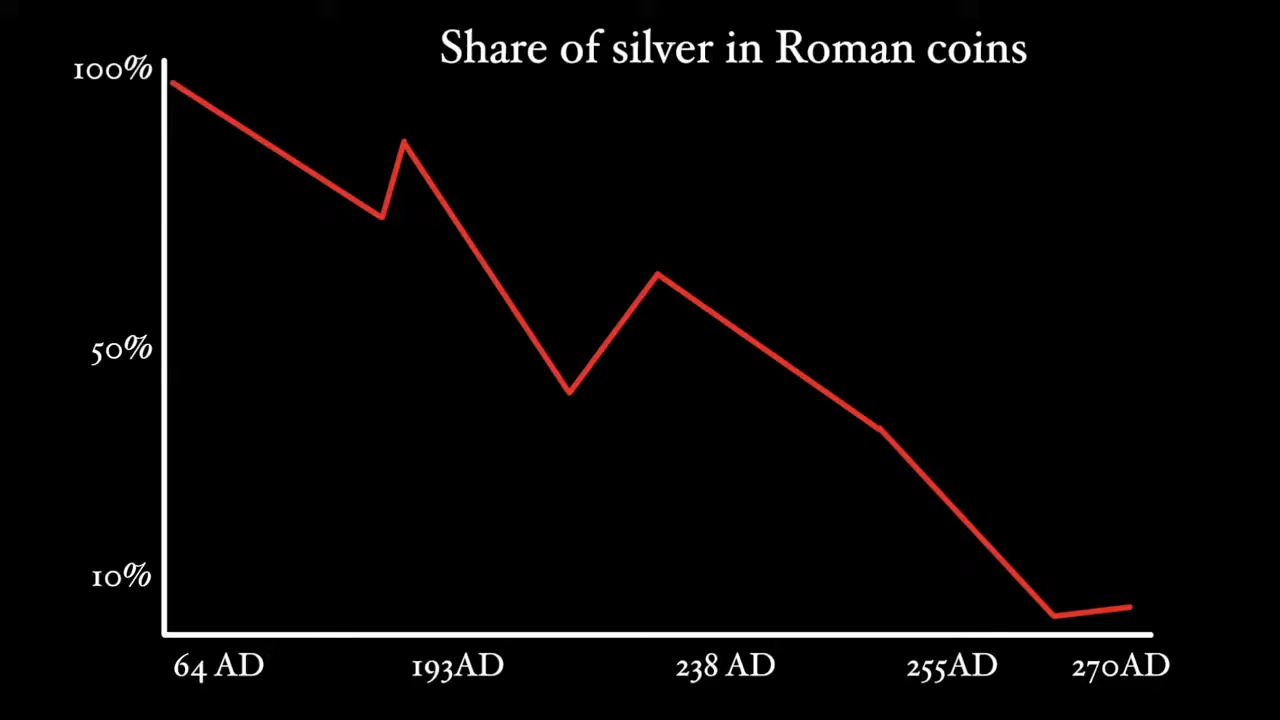 Share of silver in Roman coins
100%
50%
10%
64 AD
193AD
238 AD
255AD
270AD